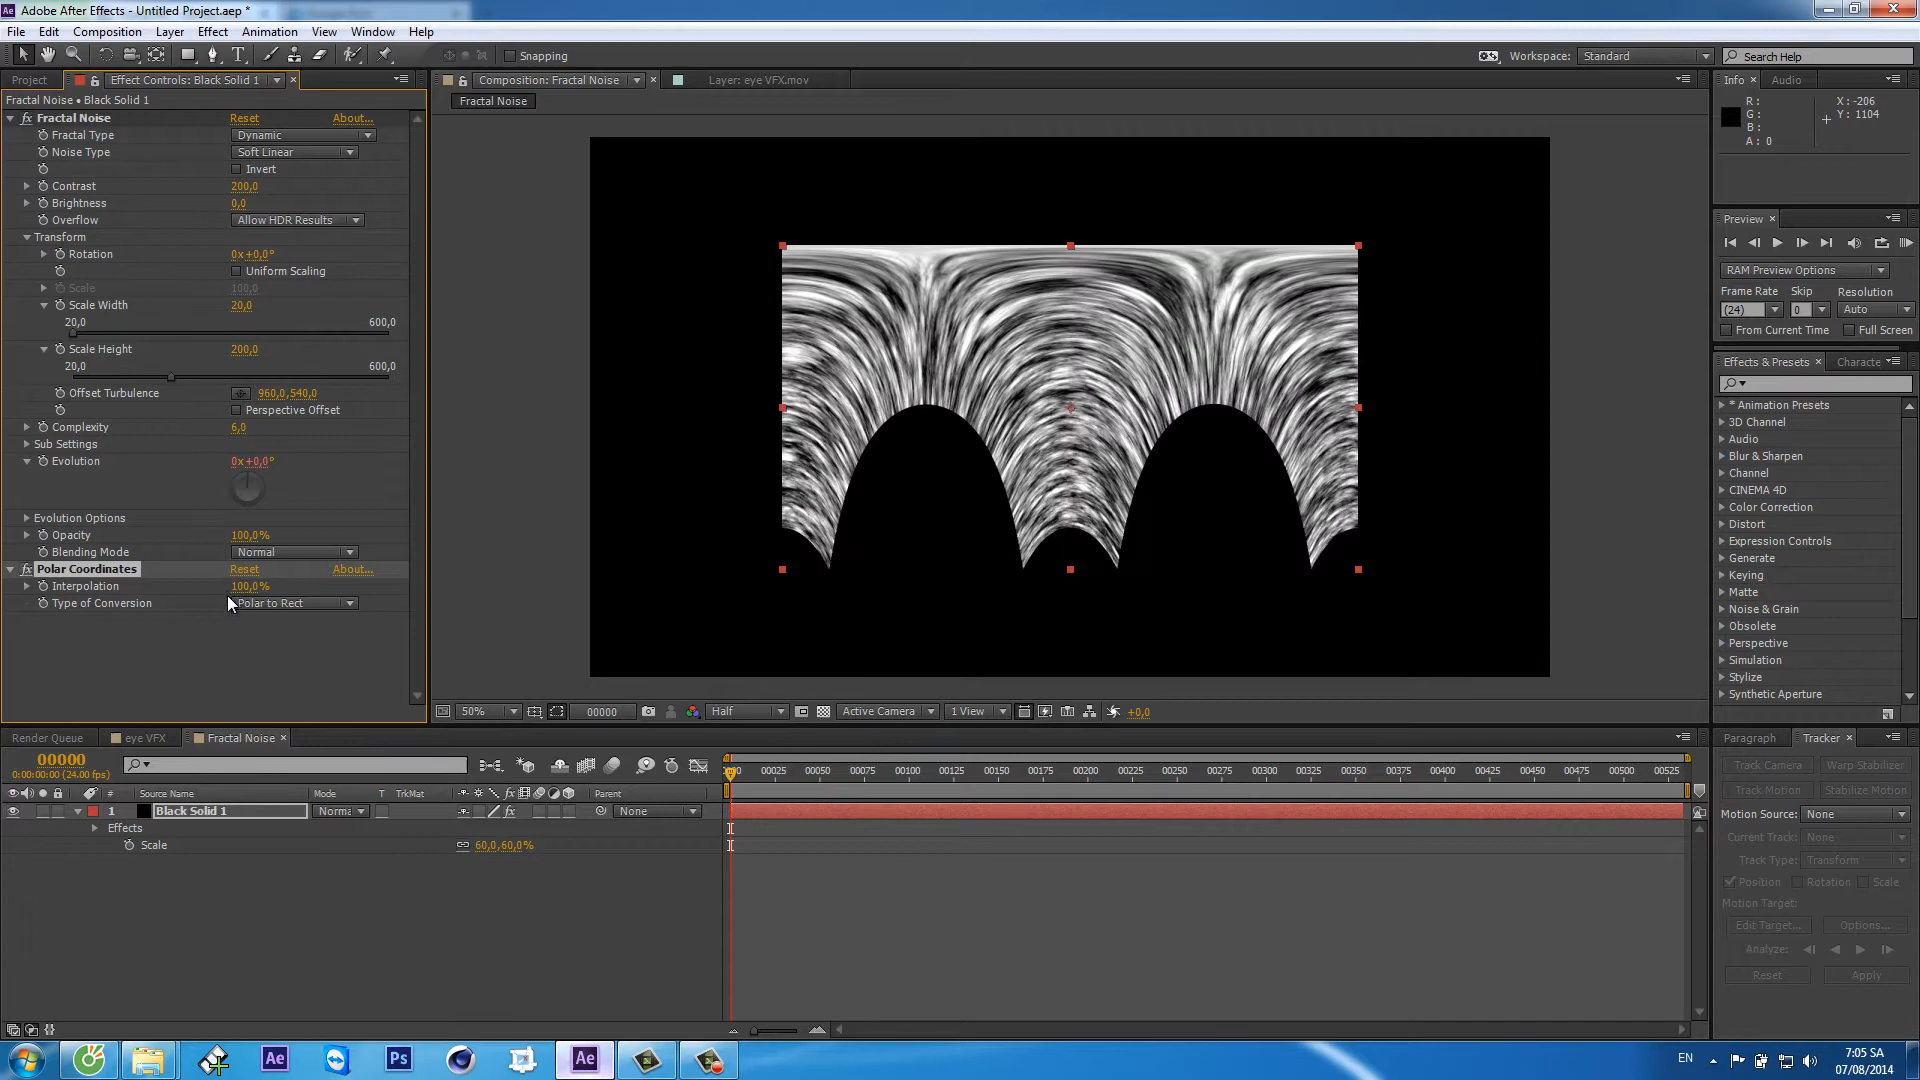 Adobe After Effects - Untitled Project.aep *
File Edit Composition Layer Effect Animation View Window Help
Snapping
Workspace: Standard
Search Help
Project
Effect Controls: Black Solid 1
Composition: Fractal Noise
Layer: eye VFX.mov
Info
Audio
Fractal Noise • Black Solid 1
Fractal Noise
R:
G:
B:
A: 0
X: -206
Y: 1104
Fractal Noise Reset About...
Fractal Type Dynamic
Noise Type Soft Linear
Invert
Contrast 200,0
Brightness 0,0
Overflow Allow HDR Results
Transform
Rotation 0x+0,0°
Uniform Scaling
Scale 100,0
Scale Width 20,0
20,0 600,0
Scale Height 200,0
20,0 600,0
Offset Turbulence 960,0,540,0
Perspective Offset
Complexity 6,0
Sub Settings
Evolution 0x+0,0°
Evolution Options
Opacity 100,0%
Blending Mode Normal
Polar Coordinates Reset About...
Interpolation 100,0%
Type of Conversion Polar to Rect
Preview
RAM Preview Options
Frame Rate Skip Resolution
(24) 0 Auto
From Current Time Full Screen
Effects & Presets Characte
* Animation Presets
3D Channel
Audio
Blur & Sharpen
Channel
CINEMA 4D
Color Correction
Distort
Expression Controls
Generate
Keying
Matte
Noise & Grain
Obsolete
Perspective
Simulation
Stylize
Synthetic Aperture
50% 00000 Half Active Camera 1 View +0,0
Render Queue eye VFX Fractal Noise
00000
0:00:00:00 (24.00 fps)
00025 00050 00075 00100 00125 00150 00175 00200 00225 00250 00275 00300 00325 00350 00375 00400 00425 00450 00475 00500 00525
# Source Name Mode T TrkMat Parent
1 Black Solid 1 Norma None
Effects
Scale 60,0,60,0%
Paragraph Tracker
Track Camera Warp Stabilizer
Track Motion Stabilize Motion
Motion Source: None
Current Track: None
Track Type: Transform
Position Rotation Scale
Motion Target:
Edit Target... Options...
Analyze:
Reset Apply
Ae Ps Ae
EN
7:05 SA
07/08/2014